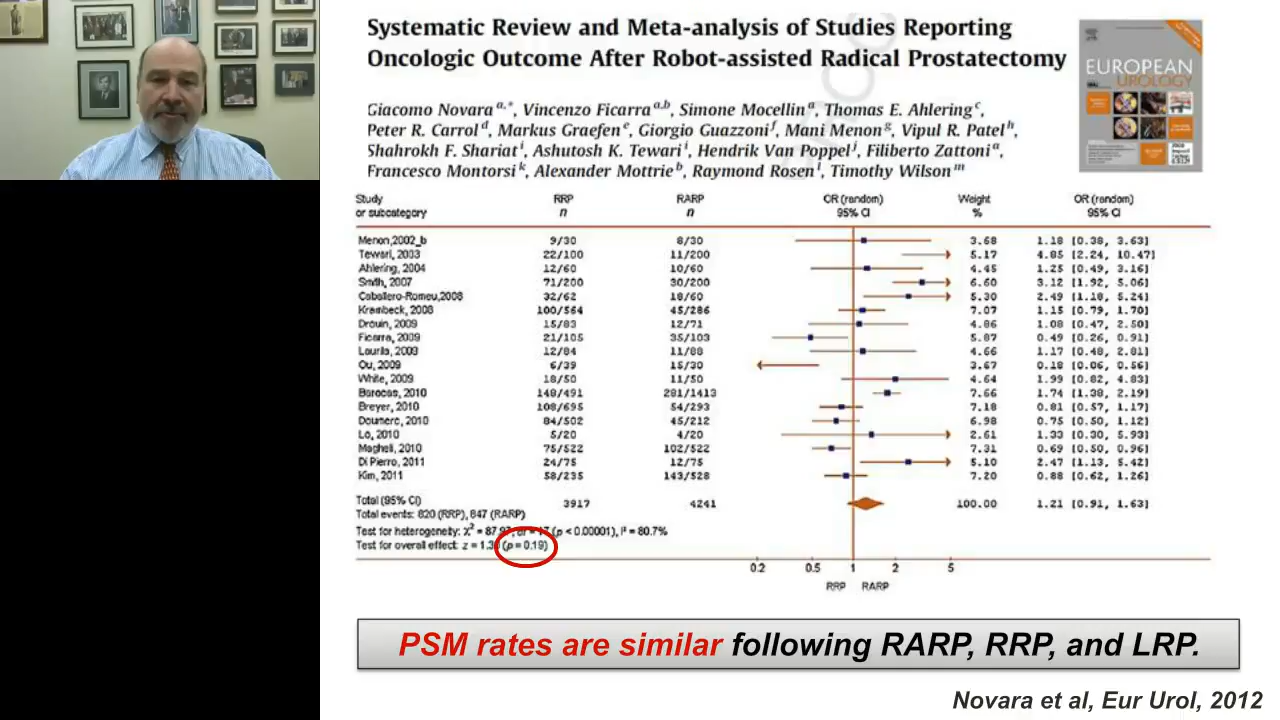 Systematic Review and Meta-analysis of Studies Reporting
Oncologic Outcome After Robot-assisted Radical Prostatectomy
EUROPEAN
UROLOGY
Giacomo Novara a,*, Vincenzo Ficarra a,b, Simone Mocellin a, Thomas E. Ahlering c,
Peter R. Carrol d, Markus Graefen e, Giorgio Guazzoni f, Mani Menon g, Vipul R. Patel h,
Shahrokh F. Shariat i, Ashutosh K. Tewari i, Hendrik Van Poppel j, Filiberto Zattoni a,
Francesco Montorsi k, Alexander Mottrie b, Raymond Rosen l, Timothy Wilson m
Study RRP RARP OR (random) Weight OR (random)
or subcategory n n 95% CI % 95% CI
Menon,2002_b 9/30 8/30 3.68 1.18 [0.38, 3.63]
Tewari, 2003 22/100 11/200 5.17 4.85 [2.24, 10.47]
Ahlering, 2004 12/60 10/60 4.45 1.25 [0.49, 3.16]
Smith, 2007 71/200 30/200 6.60 3.12 [1.92, 5.06]
Caballero-Romeu,2008 32/62 18/60 5.30 2.49 [1.18, 5.24]
Krambeck, 2008 100/564 45/286 7.07 1.15 [0.79, 1.70]
Drouin, 2009 15/83 12/71 4.86 1.08 [0.47, 2.50]
Ficarra, 2009 21/105 35/103 5.87 0.49 [0.26, 0.91]
Laurila, 2009 12/84 11/88 4.66 1.17 [0.48, 2.81]
Ou, 2009 6/30 15/30 3.67 0.18 [0.06, 0.56]
White, 2009 18/50 11/50 4.64 1.99 [0.82, 4.83]
Barocas, 2010 148/491 281/1413 7.66 1.74 [1.38, 2.19]
Breyer, 2010 108/695 54/293 7.18 0.81 [0.57, 1.17]
Doumerc, 2010 84/502 45/212 6.98 0.75 [0.50, 1.12]
Lo, 2010 5/20 4/20 2.61 1.33 [0.30, 5.93]
Magheli, 2010 75/522 102/522 7.31 0.69 [0.50, 0.96]
Di Pierro, 2011 24/75 12/75 5.10 2.47 [1.13, 5.42]
Kim, 2011 58/235 143/528 7.20 0.88 [0.62, 1.26]
Total (95% CI) 3917 4241 100.00 1.21 [0.91, 1.63]
Total events: 820 (RRP), 847 (RARP)
Test for heterogeneity: χ² = 87.97, df = 17 (p < 0.00001), I² = 80.7%
Test for overall effect: z = 1.30 (p = 0.19)
0.2 0.5 1 2 5
RRP RARP
PSM rates are similar following RARP, RRP, and LRP.
Novara et al, Eur Urol, 2012